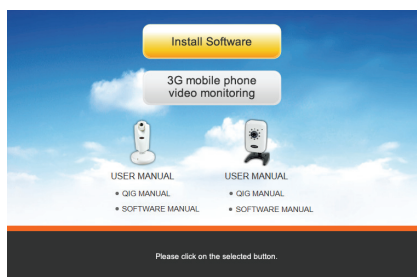 Install Software
3G mobile phone
video monitoring
USER MANUAL
• QIG MANUAL
• SOFTWARE MANUAL
USER MANUAL
• QIG MANUAL
• SOFTWARE MANUAL
Please click on the selected button.